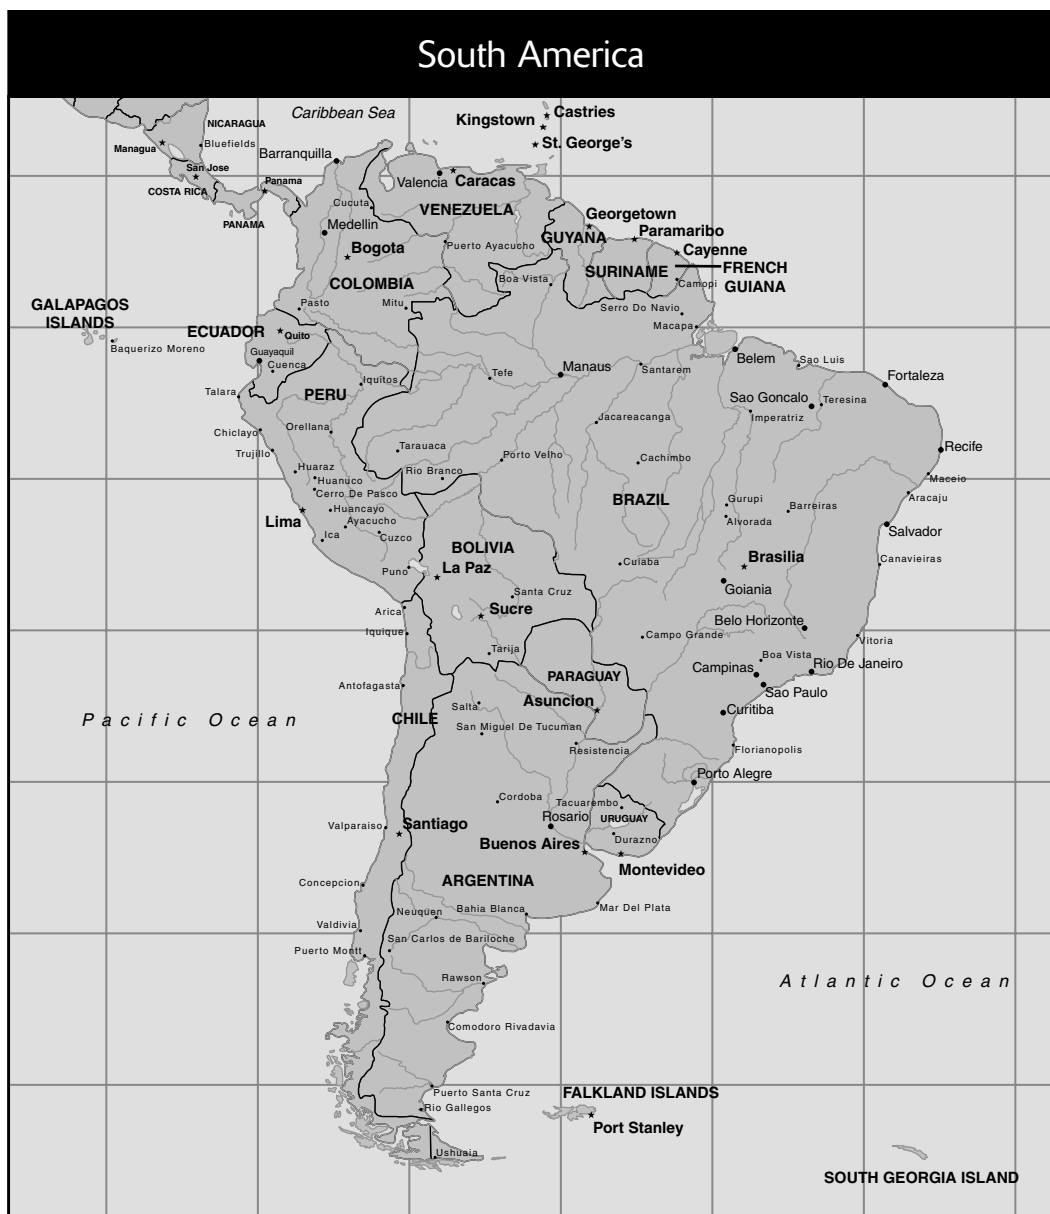 South America
Caribbean Sea
Castries
Kingstown
St. George's
NICARAGUA
Bluefields
Managua
San Jose
COSTA RICA
Panama
PANAMA
Barranquilla
Valencia
Caracas
Cucuta
VENEZUELA
Medellin
Georgetown
Paramaribo
GUYANA
Cayenne
Bogota
Puerto Ayacucho
SURINAME
FRENCH
GUIANA
COLOMBIA
Boa Vista
Camopi
GALAPAGOS
ISLANDS
Pasto
Mitu
Serro Do Navio
Macapa
ECUADOR
Quito
Baquerizo Moreno
Guayaquil
Cuenca
Belem
Sao Luis
Manaus
Santarem
Tefe
Iquitos
Fortaleza
Talara
PERU
Sao Goncalo
Teresina
Imperatriz
Jacareacanga
Chiclayo
Orellana
Trujillo
Tarauaca
Porto Velho
Cachimbo
Recife
Huaraz
Rio Branco
Maceio
Huanuco
Cerro De Pasco
BRAZIL
Gurupi
Barreiras
Aracaju
Lima
Huancayo
Ayacucho
Alvorada
Salvador
Ica
Cuzco
BOLIVIA
La Paz
Puno
Cuiaba
Brasilia
Canavieiras
Goiania
Santa Cruz
Arica
Sucre
Belo Horizonte
Iquique
Campo Grande
Vitoria
Tarija
Boa Vista
Rio De Janeiro
Campinas
PARAGUAY
Antofagasta
Sao Paulo
Asuncion
Salta
Curitiba
Pacific Ocean
CHILE
San Miguel De Tucuman
Resistencia
Florianopolis
Porto Alegre
Cordoba
Tacuarembo
Rosario
URUGUAY
Valparaiso
Santiago
Durazno
Buenos Aires
Montevideo
Concepcion
ARGENTINA
Neuquen
Bahia Blanca
Mar Del Plata
Valdivia
San Carlos de Bariloche
Puerto Montt
Rawson
Atlantic Ocean
Comodoro Rivadavia
Puerto Santa Cruz
FALKLAND ISLANDS
Rio Gallegos
Port Stanley
Ushuaia
SOUTH GEORGIA ISLAND